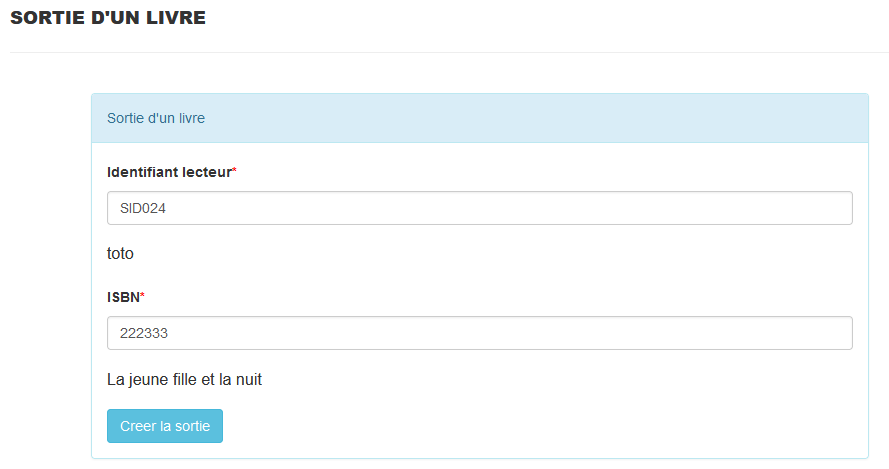 SORTIE D'UN LIVRE
Sortie d'un livre
Identifiant lecteur*
SID024
toto
ISBN*
222333
La jeune fille et la nuit
Creer la sortie